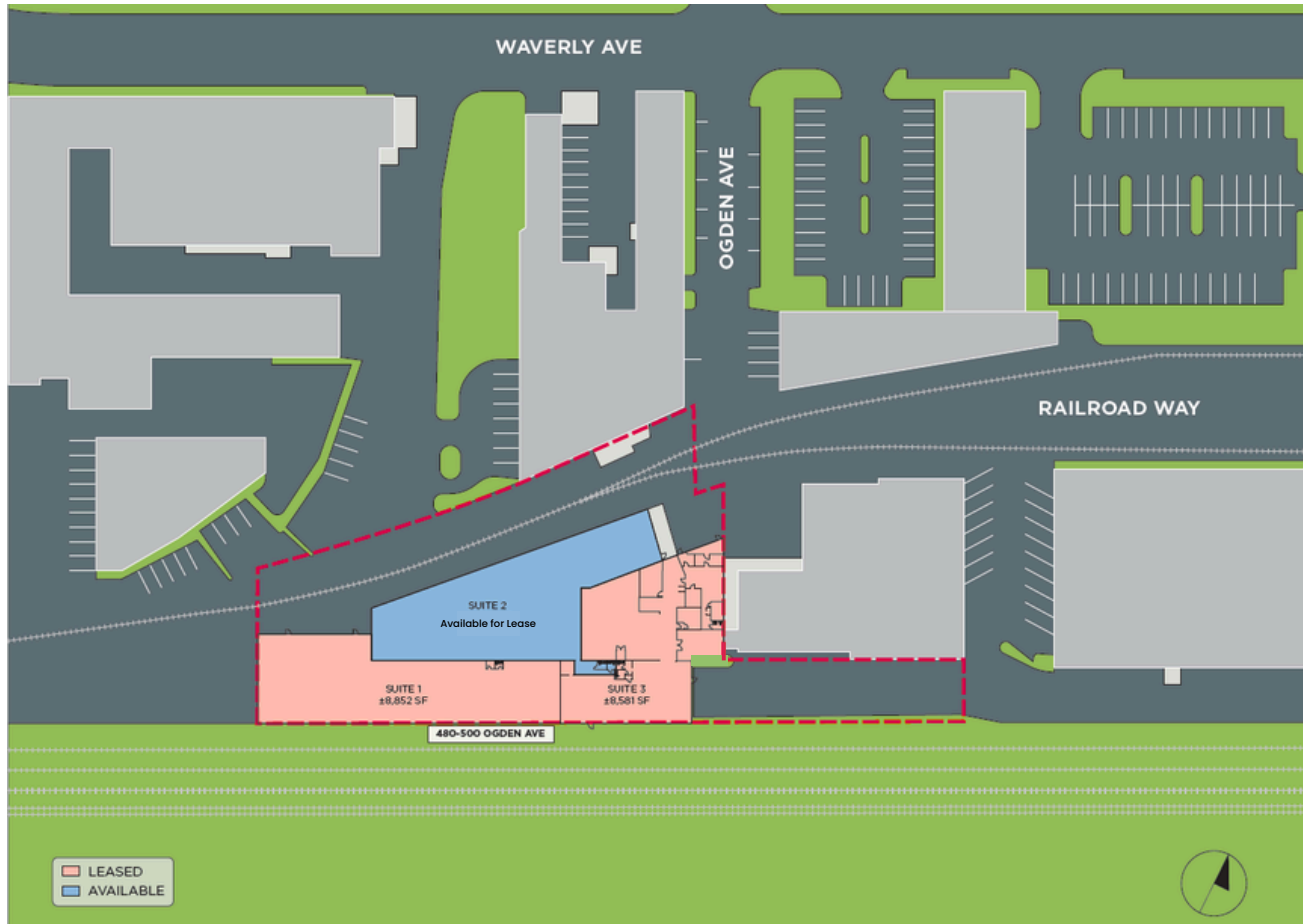 WAVERLY AVE
OGDEN AVE
RAILROAD WAY
SUITE 2
Available for Lease
SUITE 1
±8,852 SF
SUITE 3
±8,581 SF
480-500 OGDEN AVE
LEASED
AVAILABLE